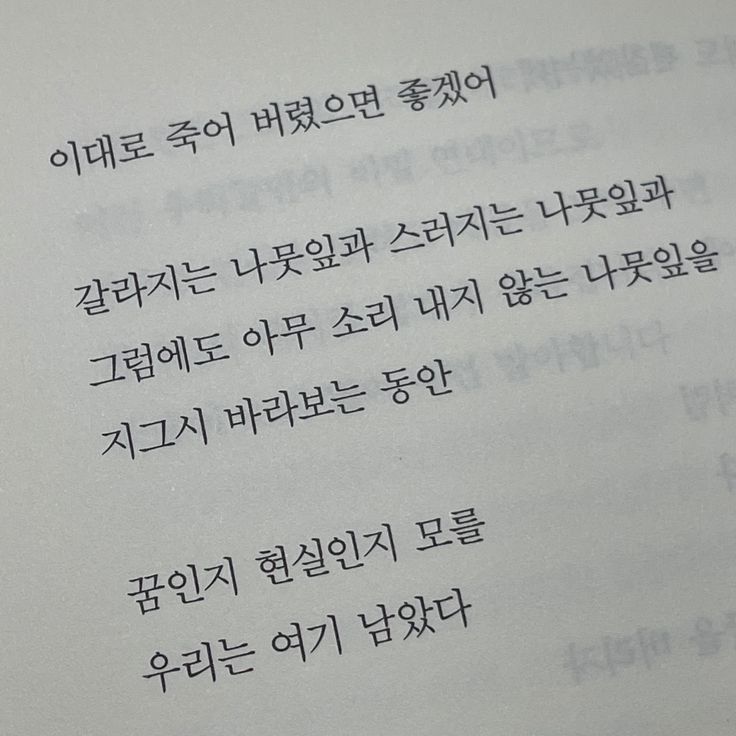 이대로 죽어 버렸으면 좋겠어
갈라지는 나뭇잎과 스러지는 나뭇잎과
그럼에도 아무 소리 내지 않는 나뭇잎을
지그시 바라보는 동안
꿈인지 현실인지 모를
우리는 여기 남았다